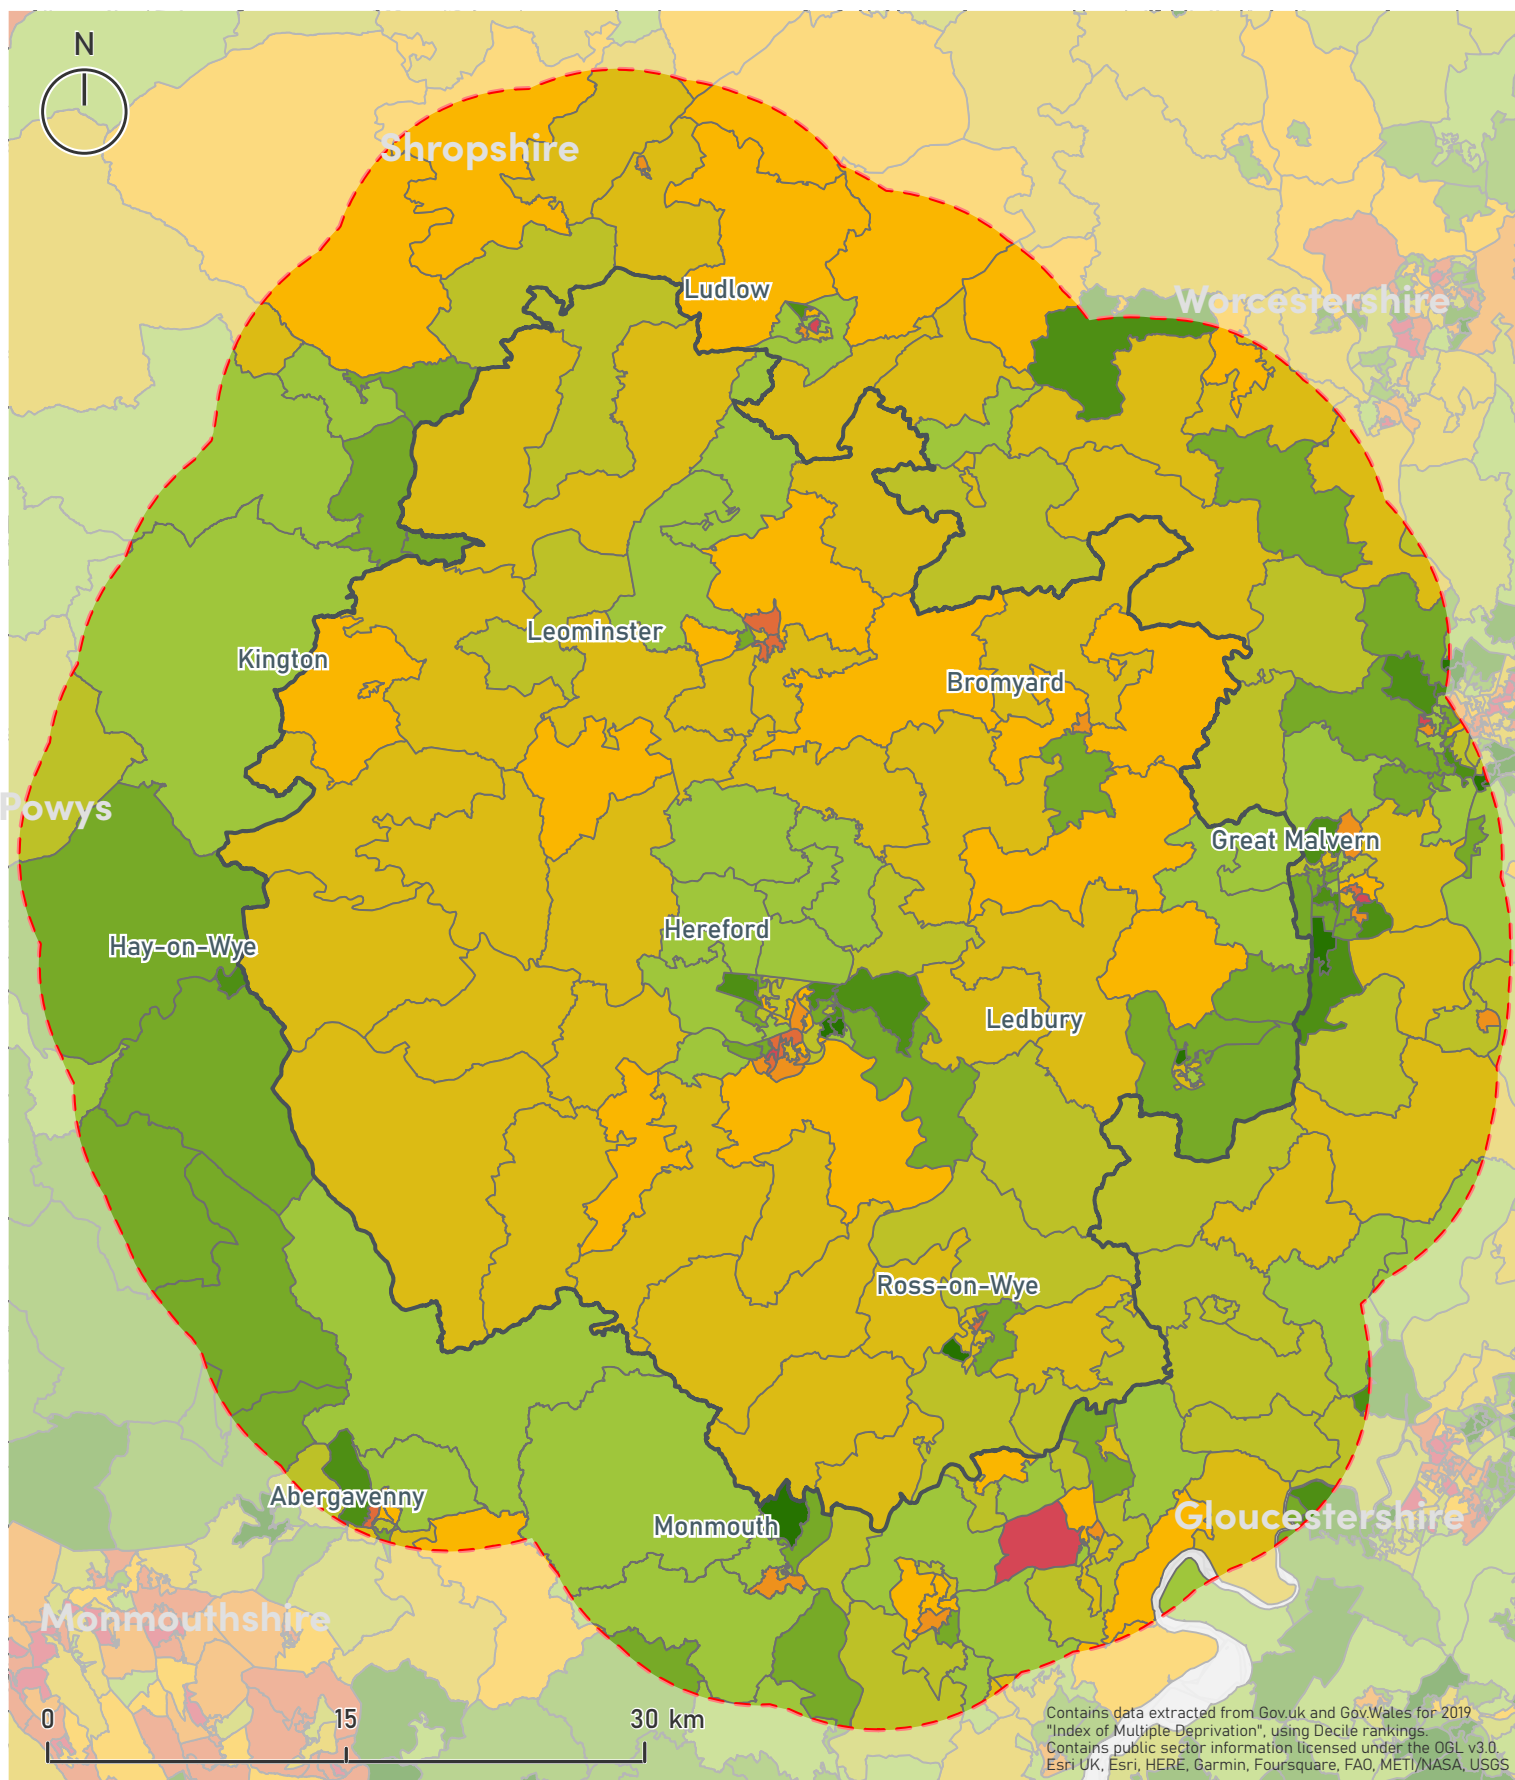 N
Shropshire
Ludlow
Worcestershire
Leominster
Kington
Bromyard
Powys
Great Malvern
Hereford
Hay-on-Wye
Ledbury
Ross-on-Wye
Abergavenny
Monmouth
Gloucestershire
Monmouthshire
0 15 30 km
Contains data extracted from Gov.uk and Gov.Wales for 2019
"Index of Multiple Deprivation", using Decile rankings.
Contains public sector information licensed under the OGL v3.0.
Esri UK, Esri, HERE, Garmin, Foursquare, FAO, METI/NASA, USGS